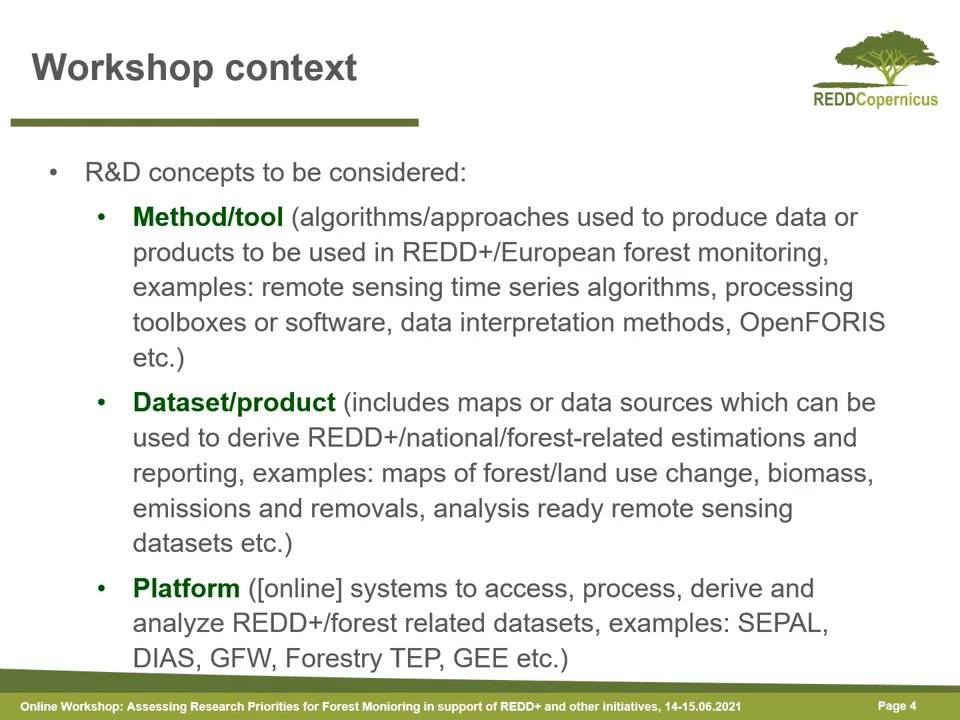 Workshop context
REDDCopernicus
• R&D concepts to be considered:
• Method/tool (algorithms/approaches used to produce data or
products to be used in REDD+/European forest monitoring,
examples: remote sensing time series algorithms, processing
toolboxes or software, data interpretation methods, OpenFORIS
etc.)
• Dataset/product (includes maps or data sources which can be
used to derive REDD+/national/forest-related estimations and
reporting, examples: maps of forest/land use change, biomass,
emissions and removals, analysis ready remote sensing
datasets etc.)
• Platform ([online] systems to access, process, derive and
analyze REDD+/forest related datasets, examples: SEPAL,
DIAS, GFW, Forestry TEP, GEE etc.)
Online Workshop: Assessing Research Priorities for Forest Monioring in support of REDD+ and other initiatives, 14-15.06.2021
Page 4